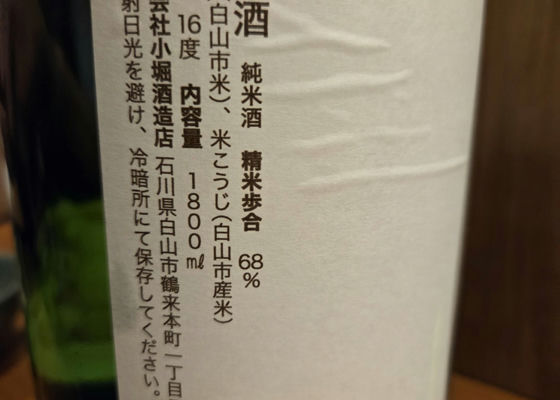 酒 純米酒 精米歩合 68%
白山市米)、米こうじ(白山市産米)
16度 内容量 1800㎖
会社小堀酒造店 石川県白山市鶴来本町一丁目
射日光を避け、冷暗所にて保存してください。